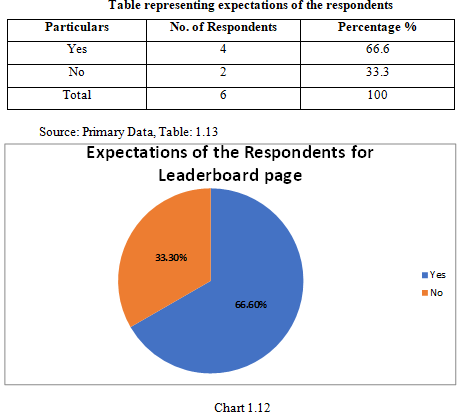 Table representing expectations of the respondents
Particulars No. of Respondents Percentage %
Yes 4 66.6
No 2 33.3
Total 6 100
Source: Primary Data, Table: 1.13
Expectations of the Respondents for
Leaderboard page
33.30%
66.60%
Yes
No
Chart 1.12